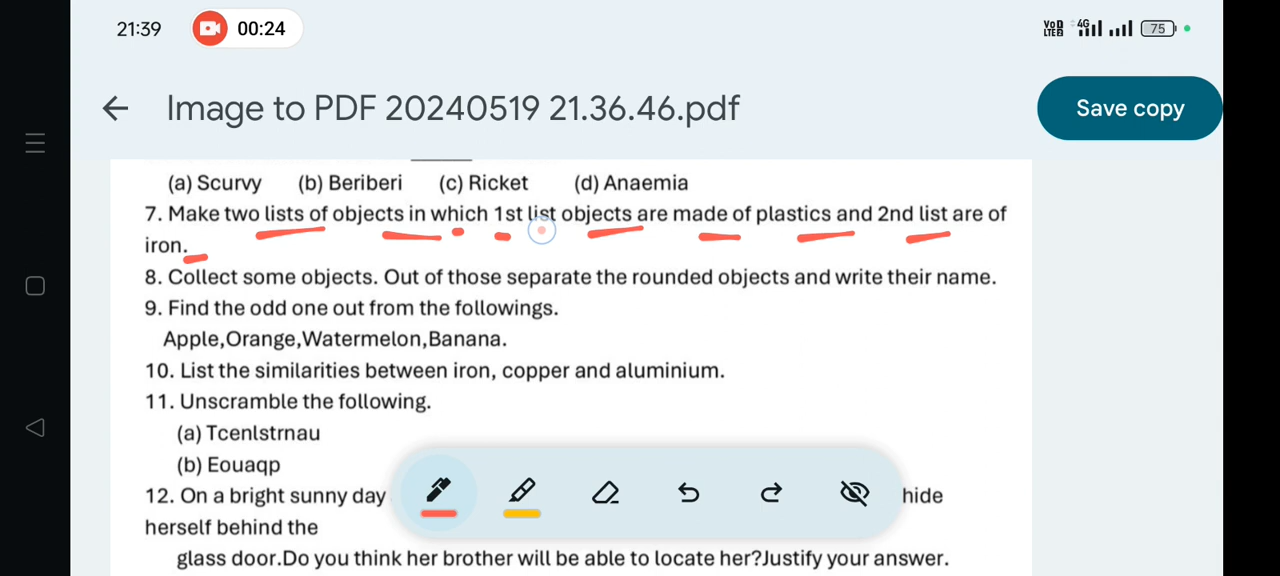 21:39 00:24 VoD LTE2 4G 75
Image to PDF 20240519 21.36.46.pdf Save copy
(a) Scurvy (b) Beriberi (c) Ricket (d) Anaemia
7. Make two lists of objects in which 1st list objects are made of plastics and 2nd list are of
iron.
8. Collect some objects. Out of those separate the rounded objects and write their name.
9. Find the odd one out from the followings.
Apple,Orange,Watermelon,Banana.
10. List the similarities between iron, copper and aluminium.
11. Unscramble the following.
(a) Tcenlstrnau
(b) Eouaqp
12. On a bright sunny day hide
herself behind the
glass door.Do you think her brother will be able to locate her?Justify your answer.